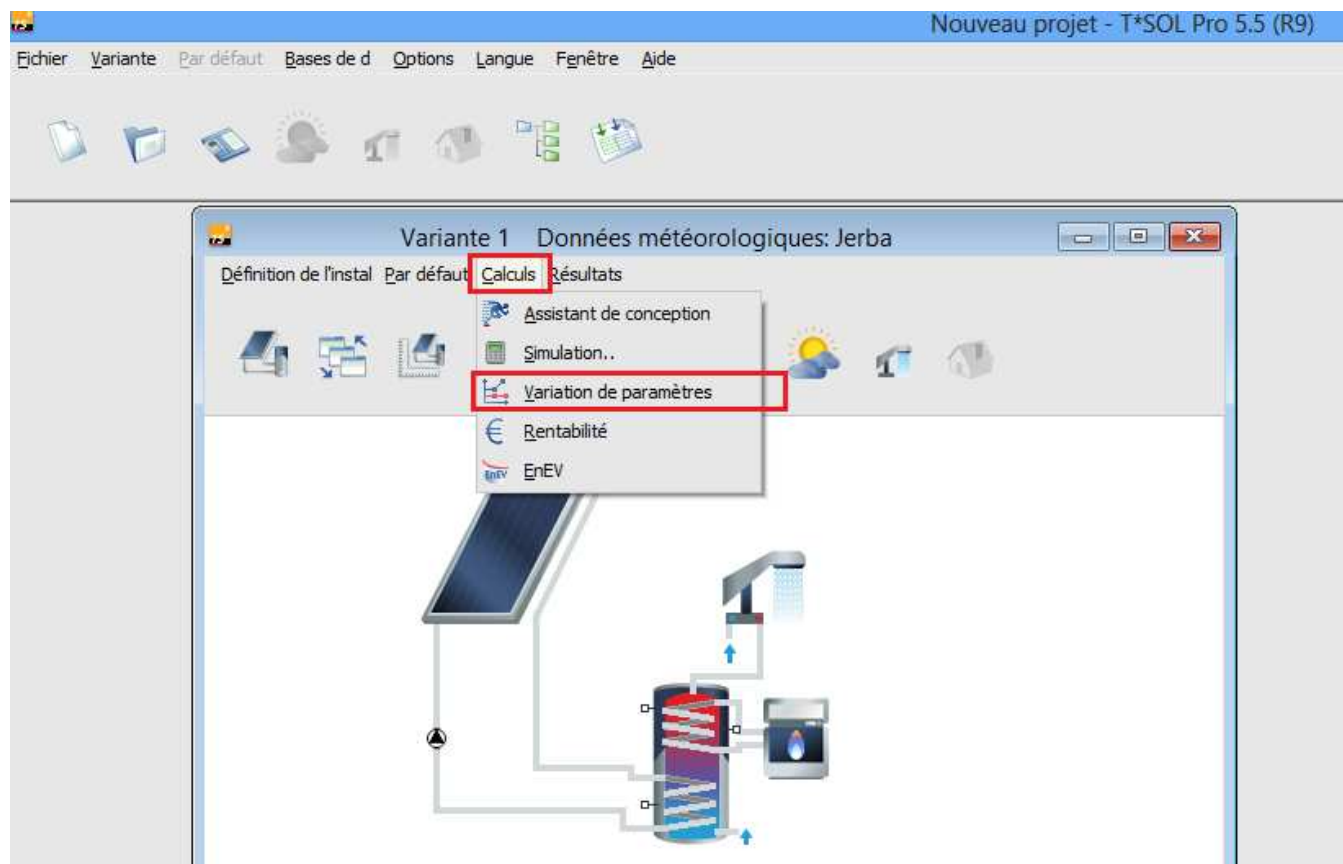 Nouveau projet - T*SOL Pro 5.5 (R9)
Fichier Variante Par défaut Bases de d Options Langue Fenêtre Aide
Variante 1 Données météorologiques: Jerba
Définition de l'instal Par défaut Calculs Résultats
Assistant de conception
Simulation..
Variation de paramètres
€ Rentabilité
EnEV EnEV